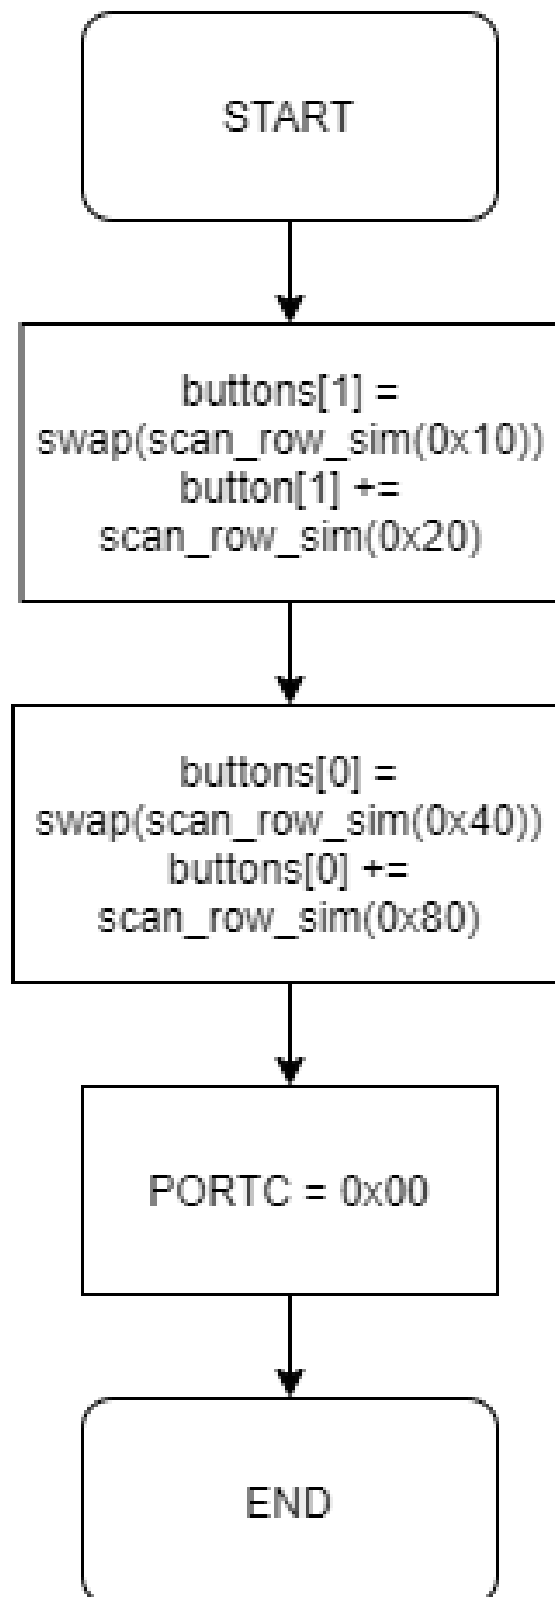 START
buttons[1] =
swap(scan_row_sim(0x10))
button[1] +=
scan_row_sim(0x20)
buttons[0] =
swap(scan_row_sim(0x40))
buttons[0] +=
scan_row_sim(0x80)
PORTC = 0x00
END